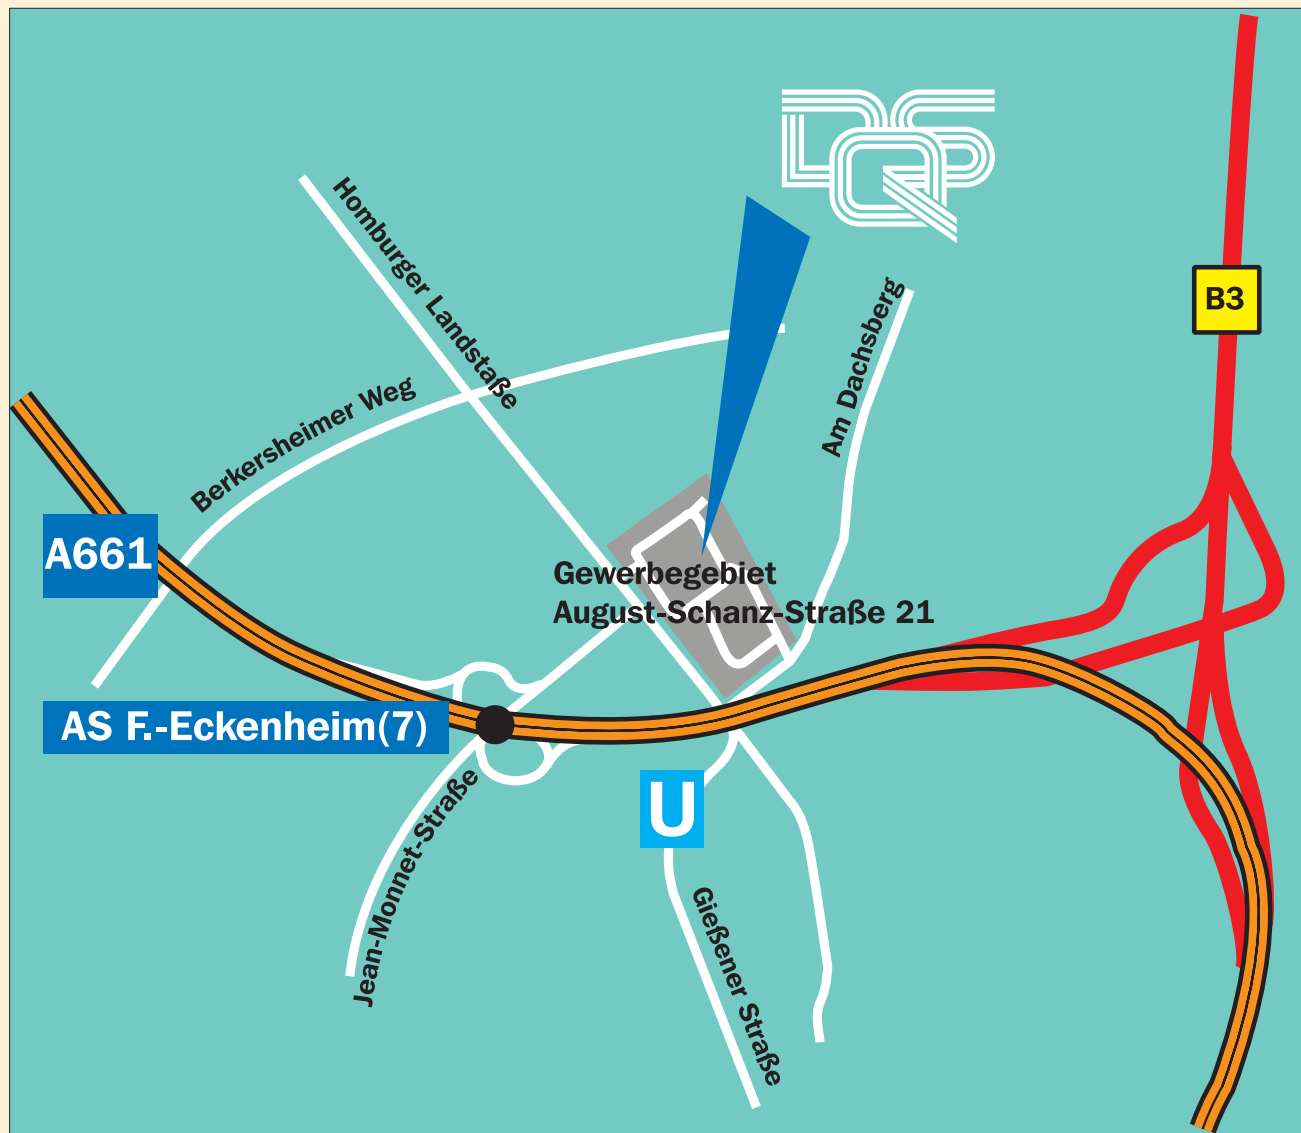 DQS
Homburger Landstaße
B3
Am Dachsberg
Berkersheimer Weg
A661
Gewerbegebiet
August-Schanz-Straße 21
AS F.-Eckenheim(7)
U
Jean-Monnet-Straße
Gießener Straße